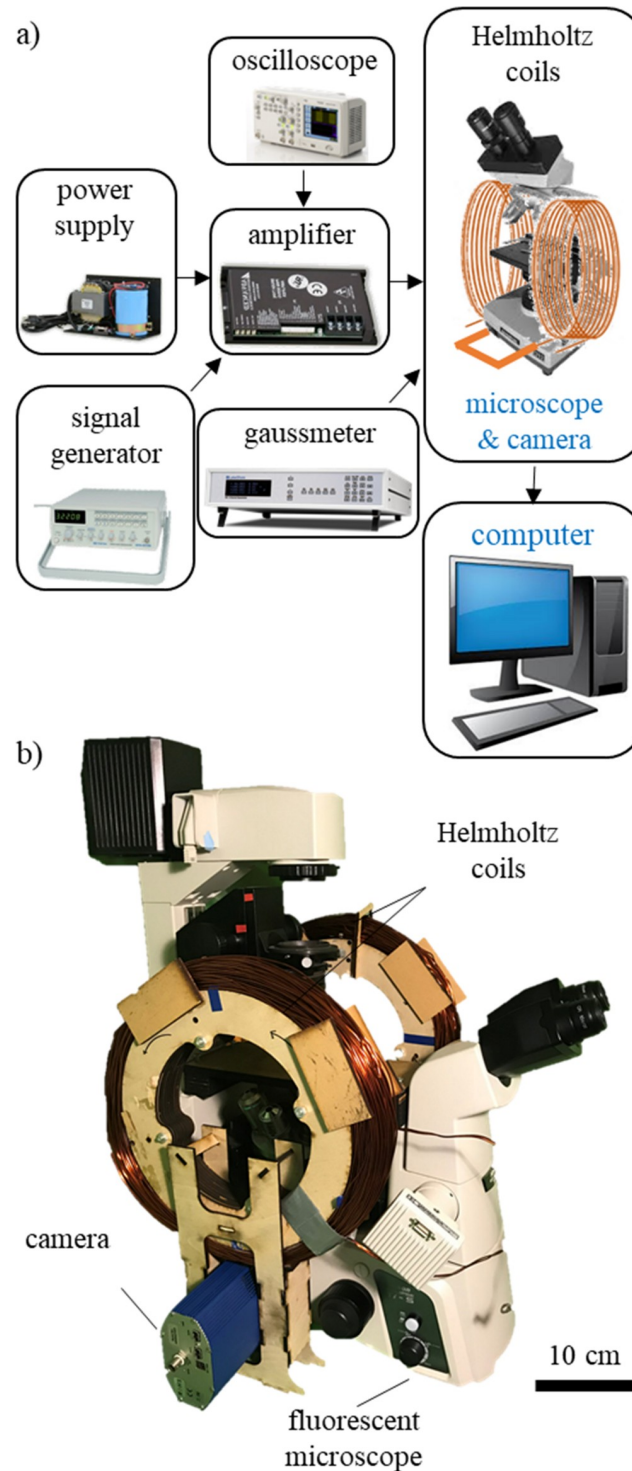 a)
oscilloscope
Helmholtz
coils
power
supply
amplifier
signal
generator
gaussmeter
microscope
& camera
computer
b)
Helmholtz
coils
camera
10 cm
fluorescent
microscope